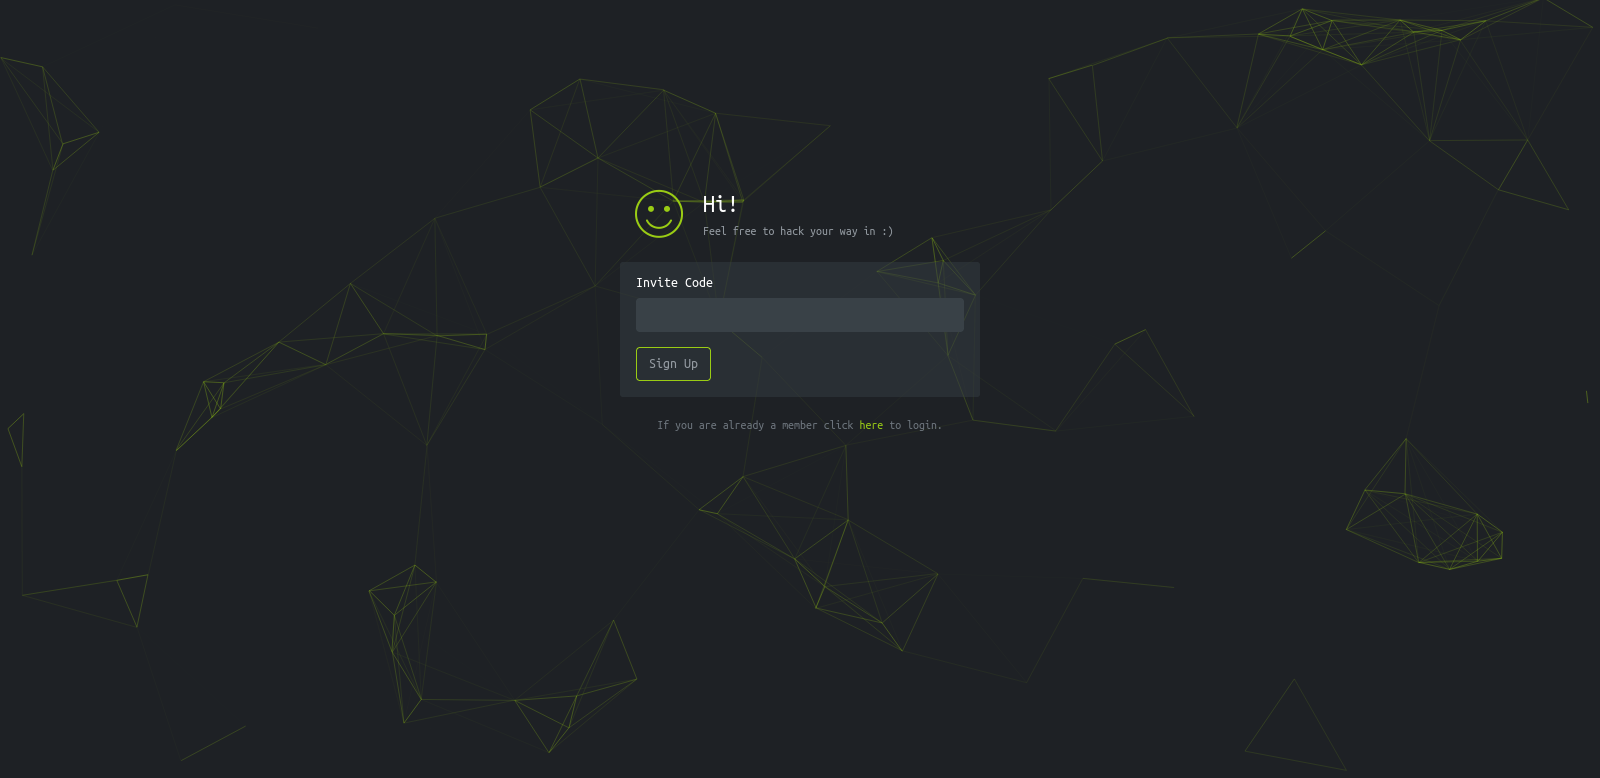 Hi!
Feel free to hack your way in :)
Invite Code
Sign Up
If you are already a member click here to login.